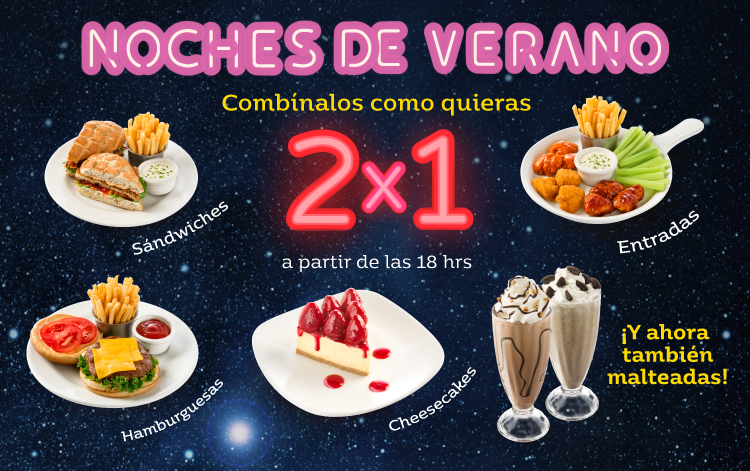 NOCHES DE VERANO
Combínalos como quieras
2x1
a partir de las 18 hrs
Sándwiches
Entradas
Hamburguesas
Cheesecakes
¡Y ahora
también
malteadas!